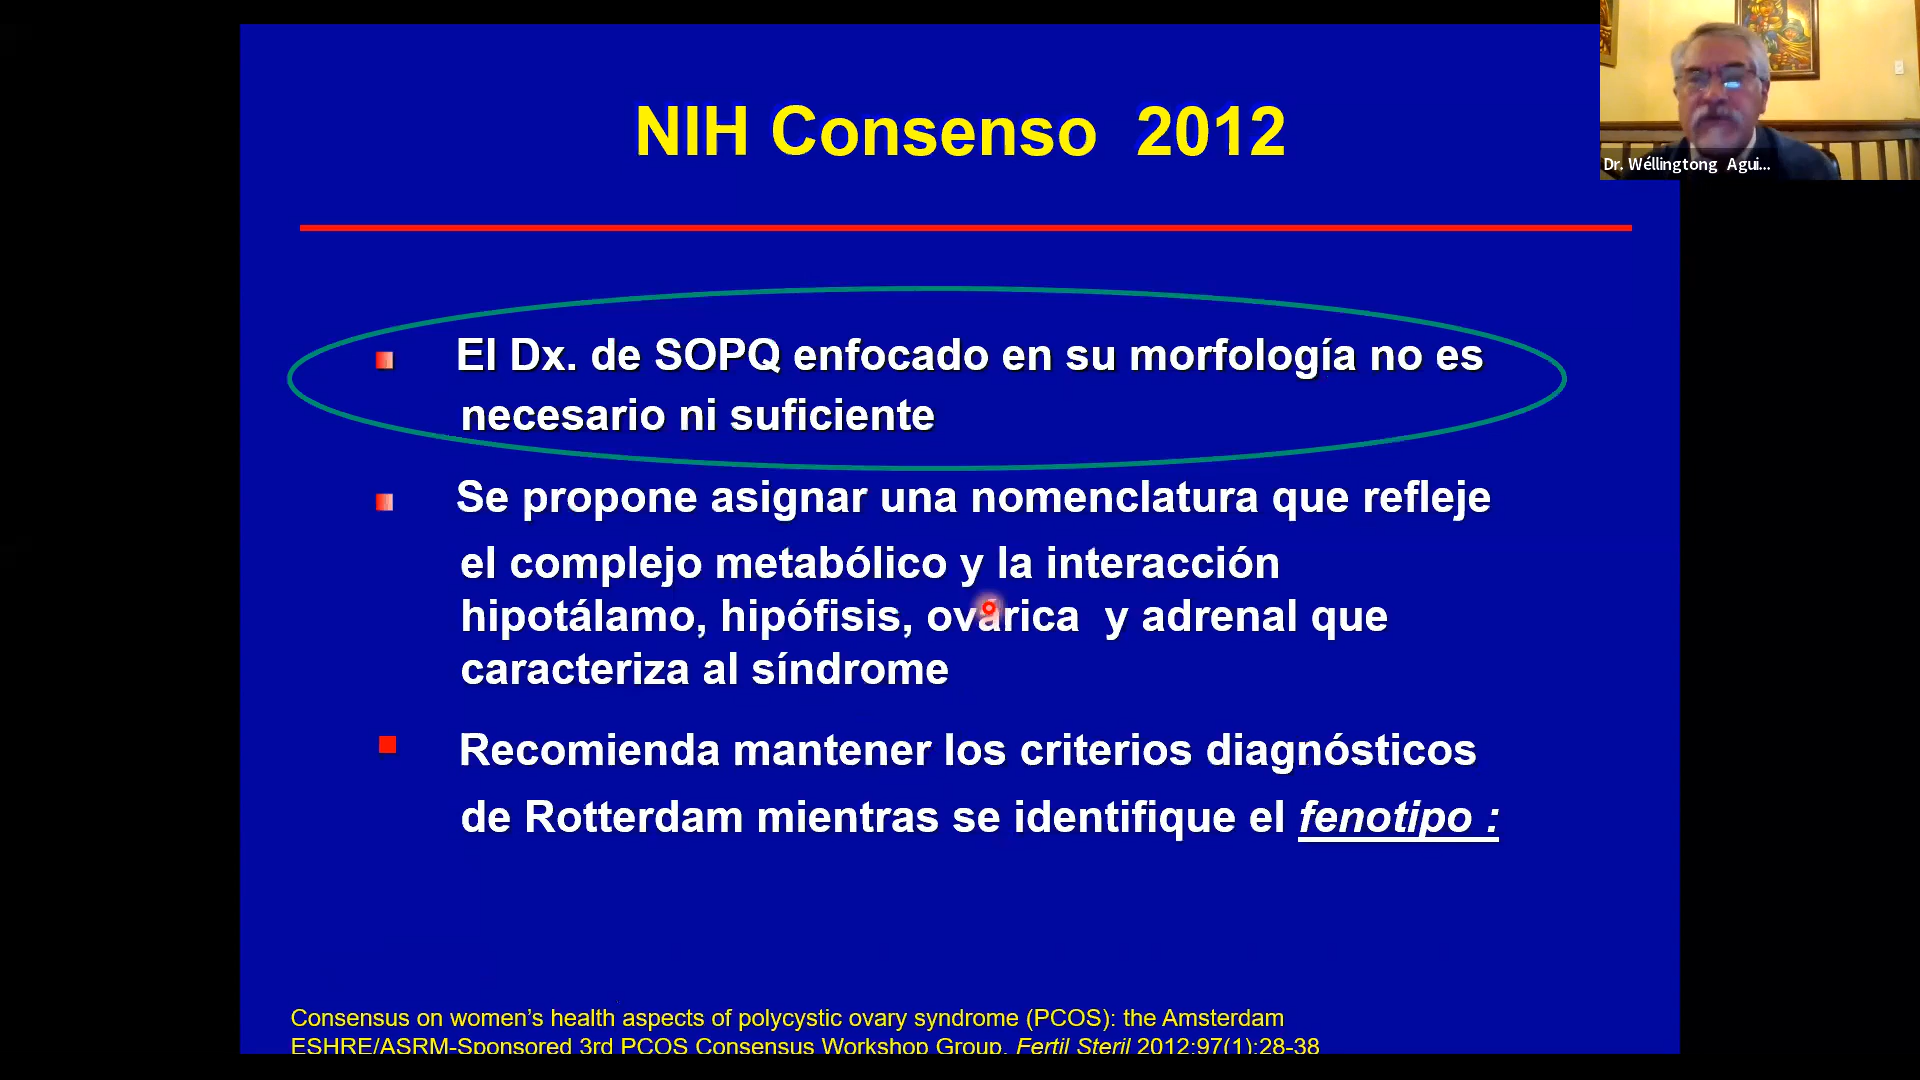 NIH Consenso 2012
Dr. Wéllingtong Agui...
El Dx. de SOPQ enfocado en su morfología no es
necesario ni suficiente
Se propone asignar una nomenclatura que refleje
el complejo metabólico y la interacción
hipotálamo, hipófisis, ovárica y adrenal que
caracteriza al síndrome
Recomienda mantener los criterios diagnósticos
de Rotterdam mientras se identifique el fenotipo :
Consensus on women’s health aspects of polycystic ovary syndrome (PCOS): the Amsterdam
ESHRE/ASRM-Sponsored 3rd PCOS Consensus Workshop Group. Fertil Steril 2012;97(1):28-38